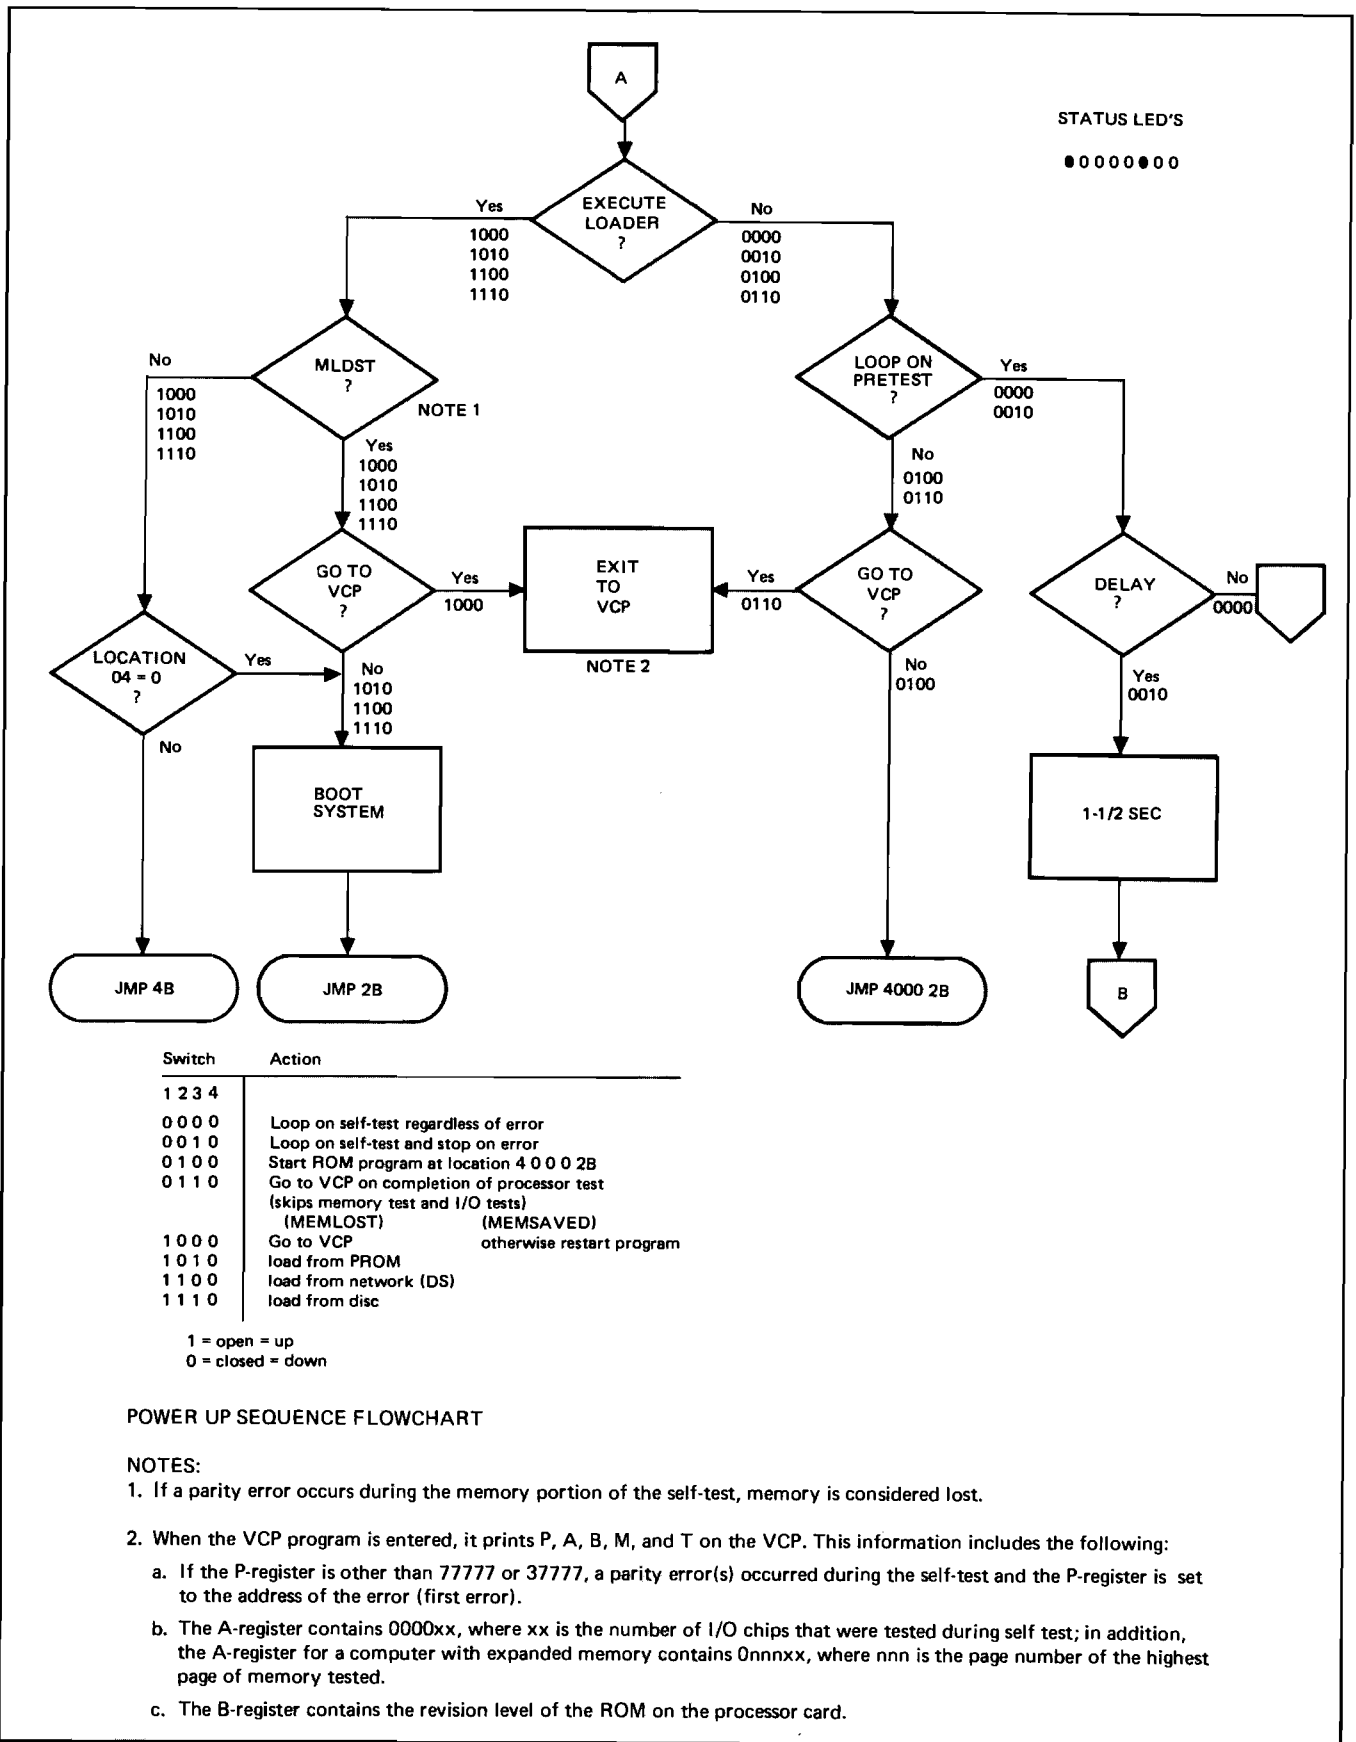 A
STATUS LED'S
●0000●00
EXECUTE
LOADER
?
Yes
1000
1010
1100
1110
No
0000
0010
0100
0110
MLDST
?
NOTE 1
No
1000
1010
1100
1110
Yes
1000
1010
1100
1110
LOOP ON
PRETEST
?
Yes
0000
0010
No
0100
0110
GO TO
VCP
?
Yes
1000
EXIT
TO
VCP
NOTE 2
Yes
0110
GO TO
VCP
?
DELAY
?
No
0000
LOCATION
04 = 0
?
Yes
No
1010
1100
1110
No
0100
Yes
0010
No
BOOT
SYSTEM
1-1/2 SEC
JMP 4B
JMP 2B
JMP 4000 2B
B
Switch Action
1 2 3 4
0 0 0 0 Loop on self-test regardless of error
0 0 1 0 Loop on self-test and stop on error
0 1 0 0 Start ROM program at location 4 0 0 0 2B
0 1 1 0 Go to VCP on completion of processor test
(skips memory test and I/O tests)
(MEMLOST) (MEMSAVED)
1 0 0 0 Go to VCP otherwise restart program
1 0 1 0 load from PROM
1 1 0 0 load from network (DS)
1 1 1 0 load from disc
1 = open = up
0 = closed = down
POWER UP SEQUENCE FLOWCHART
NOTES:
1. If a parity error occurs during the memory portion of the self-test, memory is considered lost.
2. When the VCP program is entered, it prints P, A, B, M, and T on the VCP. This information includes the following:
a. If the P-register is other than 77777 or 37777, a parity error(s) occurred during the self-test and the P-register is set
to the address of the error (first error).
b. The A-register contains 0000xx, where xx is the number of I/O chips that were tested during self test; in addition,
the A-register for a computer with expanded memory contains 0nnnxx, where nnn is the page number of the highest
page of memory tested.
c. The B-register contains the revision level of the ROM on the processor card.